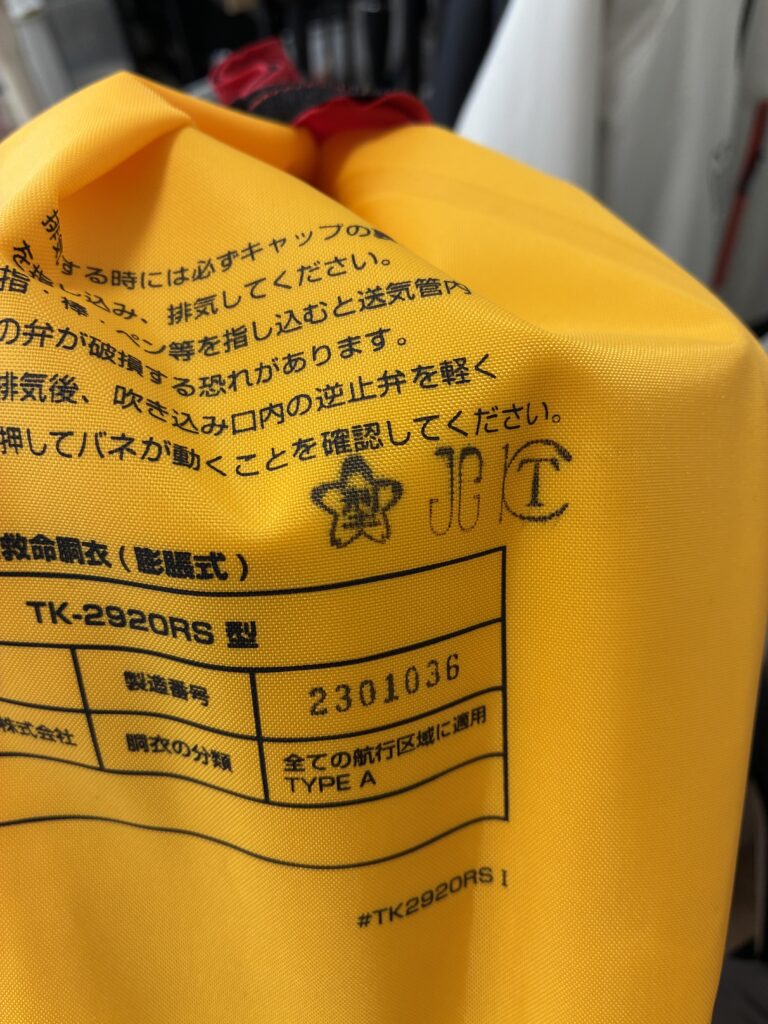 する時には必ずキャップの
を指し込み、排気してください。
指・棒・ペン等を指し込むと送気管内
の弁が破損する恐れがあります。
排気後、吹き込み口内の逆止弁を軽く
押してバネが動くことを確認してください。
型 JG T
救命胴衣(膨脹式)
TK-2920RS 型
製造番号 2301036
株式会社 胴衣の分類 全ての航行区域に適用
TYPE A
#TK2920RS I